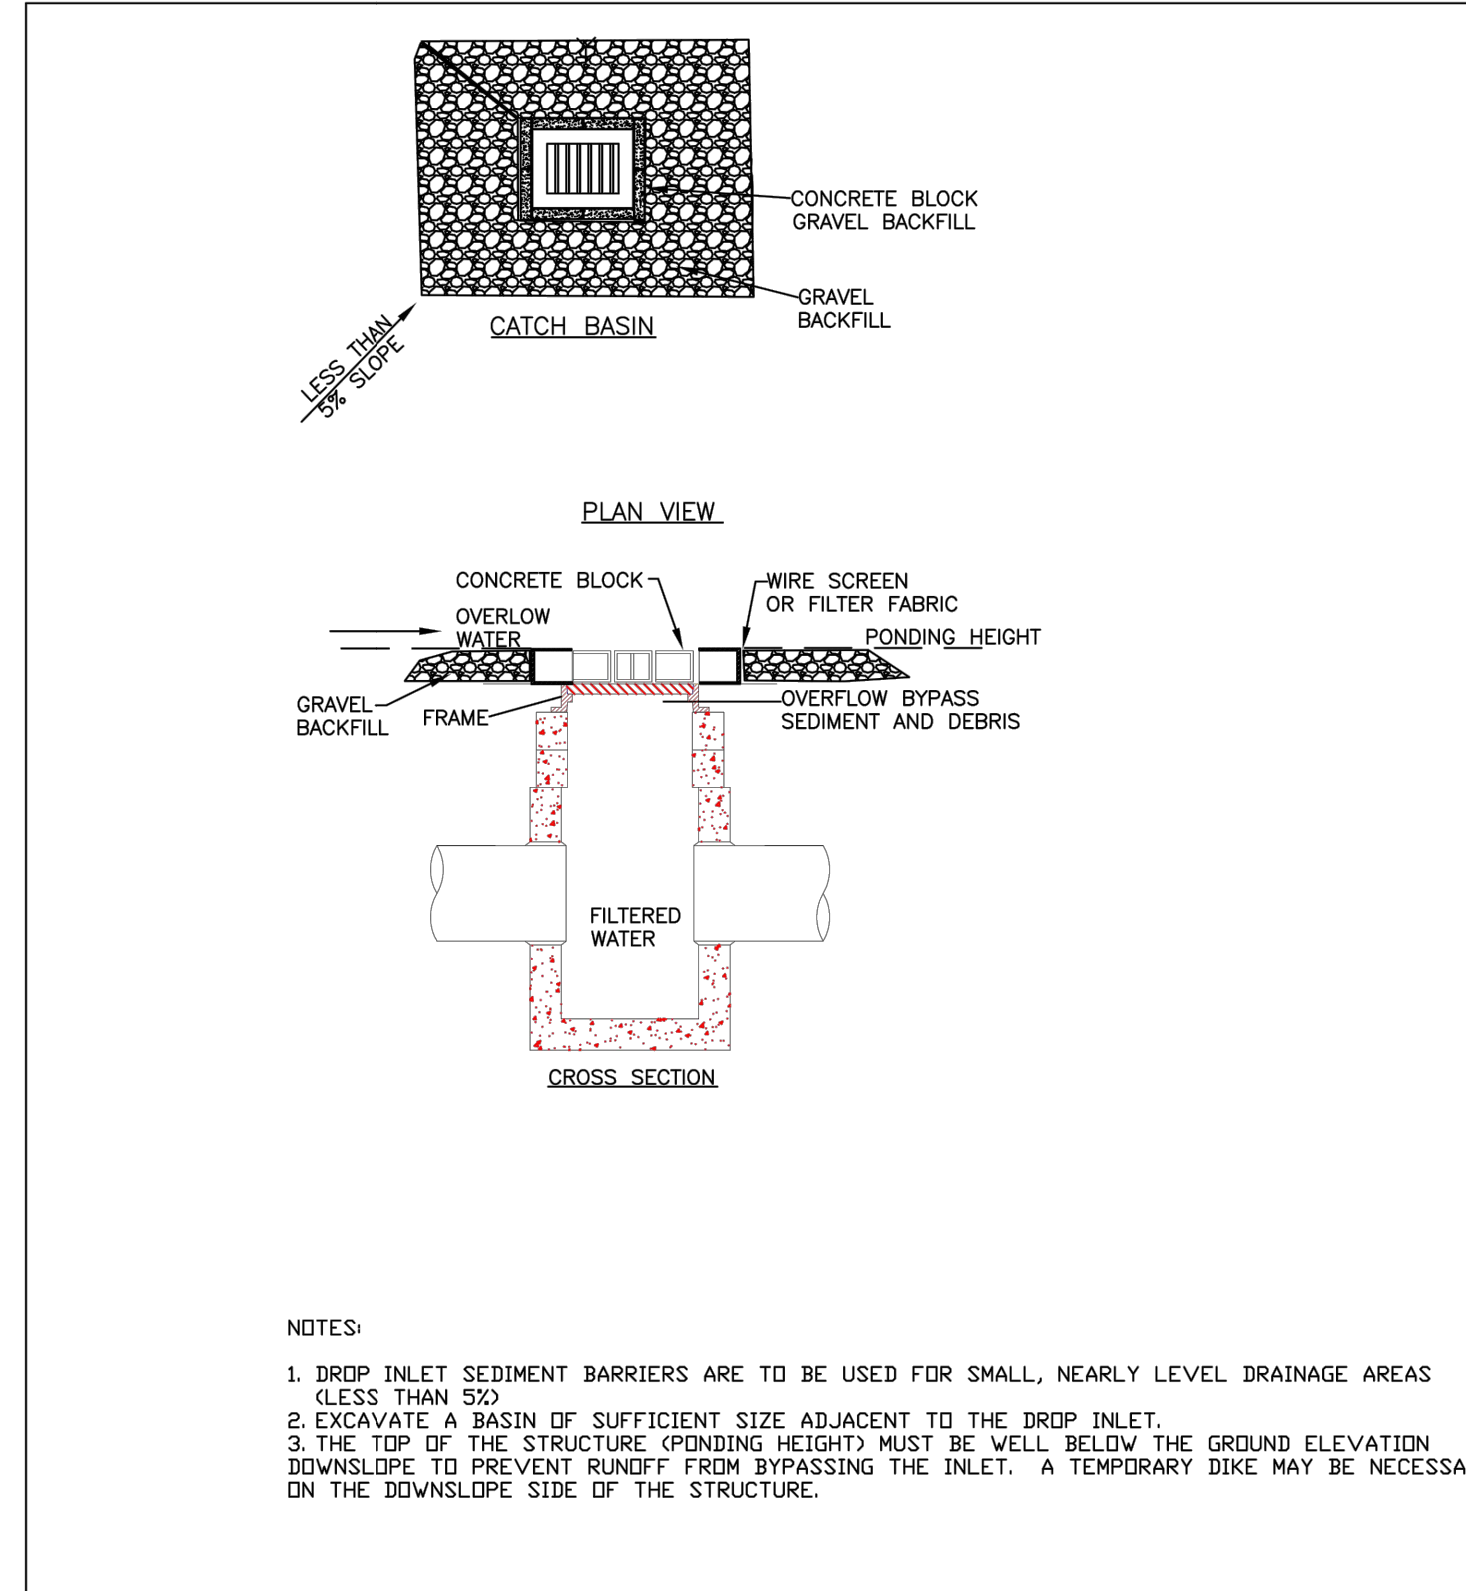 CONCRETE BLOCK
GRAVEL BACKFILL
GRAVEL
BACKFILL
CATCH BASIN
LESS THAN
5% SLOPE
PLAN VIEW
CONCRETE BLOCK
WIRE SCREEN
OR FILTER FABRIC
OVERLOW
WATER
PONDING HEIGHT
GRAVEL
BACKFILL
FRAME
OVERFLOW BYPASS
SEDIMENT AND DEBRIS
FILTERED
WATER
CROSS SECTION
NOTES:
1. DROP INLET SEDIMENT BARRIERS ARE TO BE USED FOR SMALL, NEARLY LEVEL DRAINAGE AREAS
(LESS THAN 5%)
2. EXCAVATE A BASIN OF SUFFICIENT SIZE ADJACENT TO THE DROP INLET.
3. THE TOP OF THE STRUCTURE (PONDING HEIGHT) MUST BE WELL BELOW THE GROUND ELEVATION
DOWNSLOPE TO PREVENT RUNOFF FROM BYPASSING THE INLET. A TEMPORARY DIKE MAY BE NECESSA
ON THE DOWNSLOPE SIDE OF THE STRUCTURE.